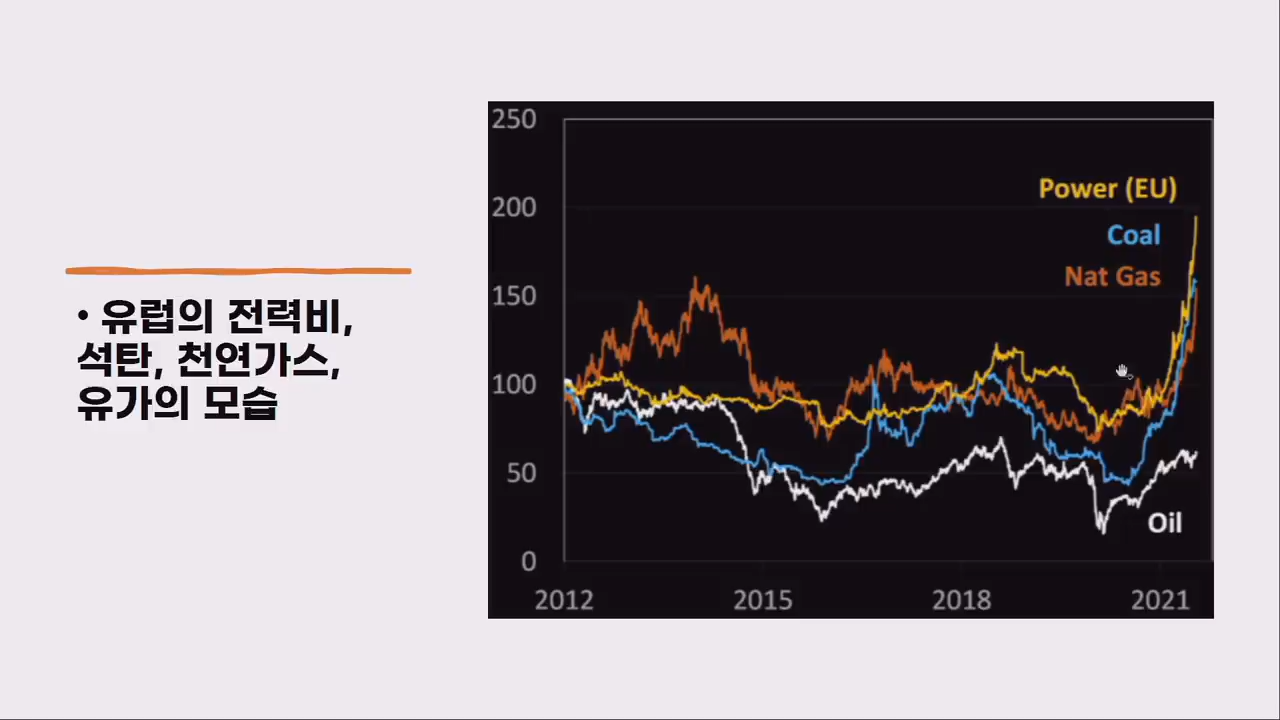 • 유럽의 전력비,
석탄, 천연가스,
유가의 모습
250
200
150
100
50
0
Power (EU)
Coal
Nat Gas
Oil
2012 2015 2018 2021